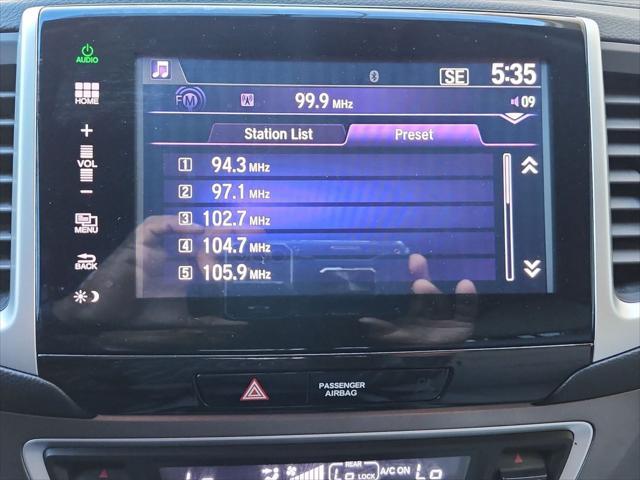 AUDIO
SE 5:35
HOME
FM 99.9 MHz 09
+
Station List Preset
VOL
1 94.3 MHz
2 97.1 MHz
-
3 102.7 MHz
MENU
4 104.7 MHz
BACK
5 105.9 MHz
PASSENGER
AIRBAG
REAR
Lo Lo LOCK A/C ON Lo